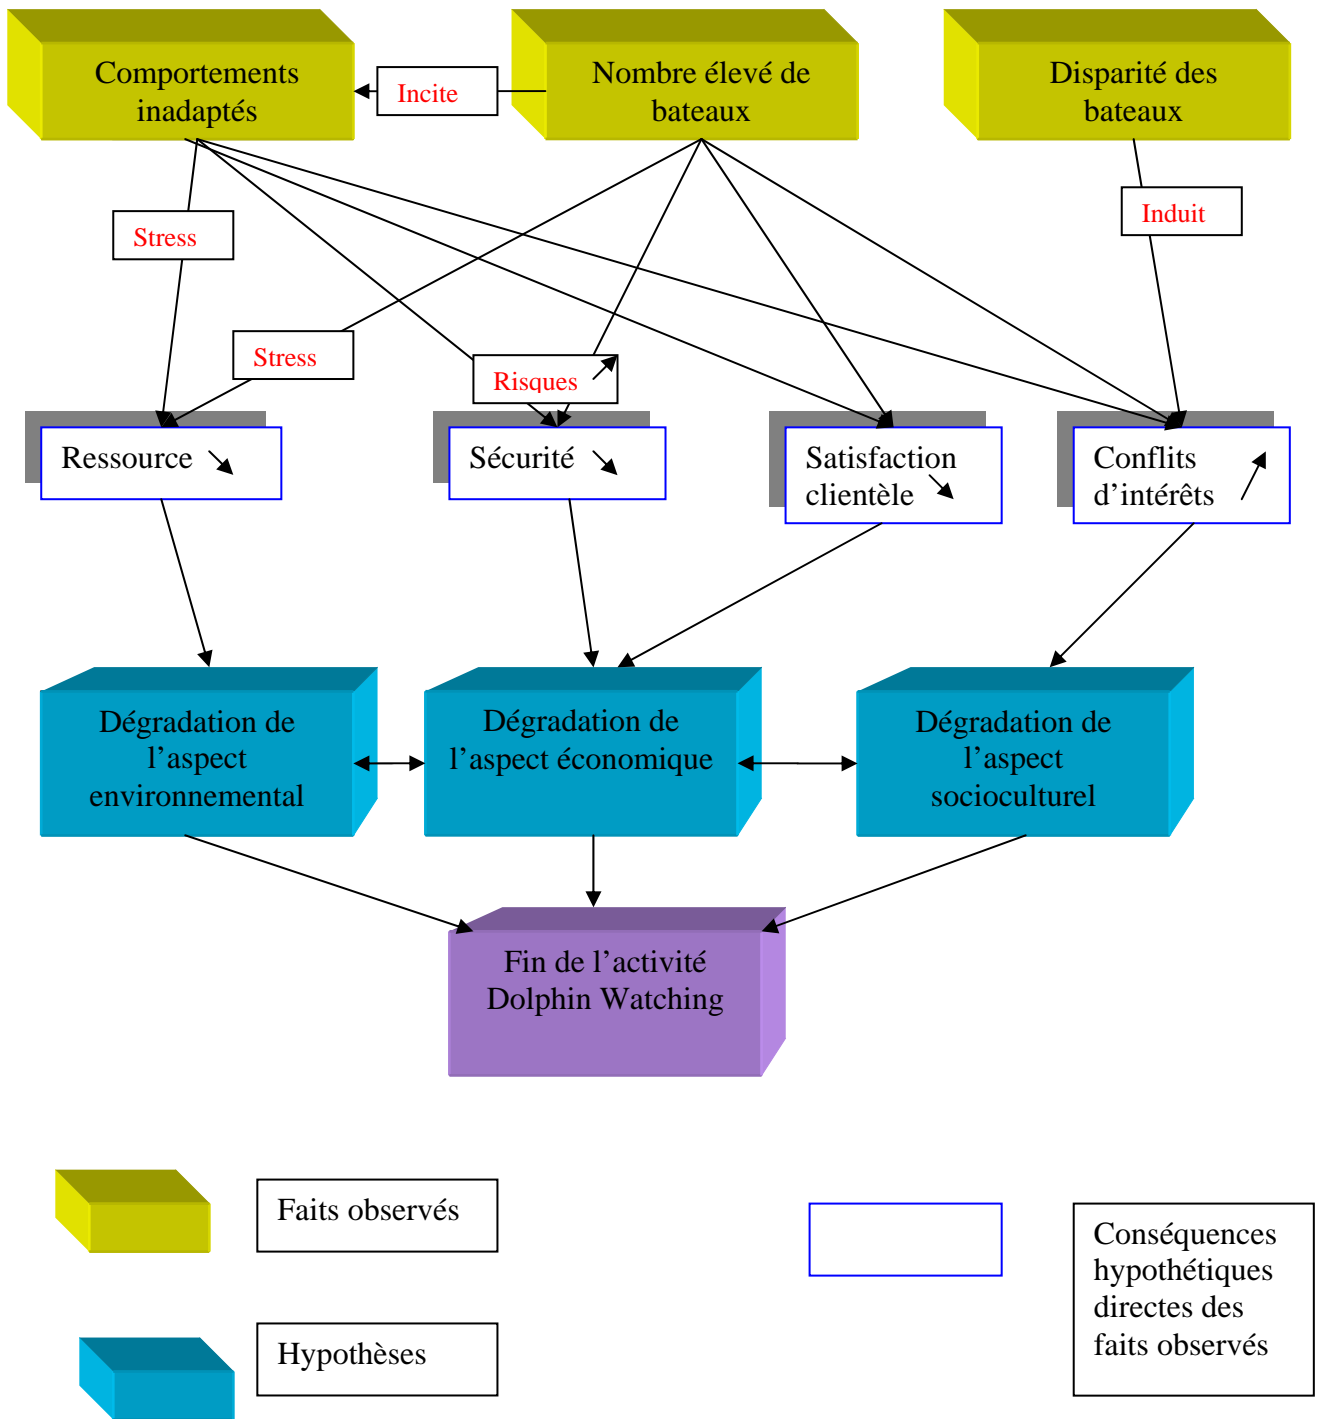 Comportements
inadaptés
Incite
Nombre élevé de
bateaux
Disparité des
bateaux
Stress
Induit
Stress
Risques
Ressource
Sécurité
Satisfaction
clientèle
Conflits
d’intérêts
Dégradation de
l’aspect
environnemental
Dégradation de
l’aspect économique
Dégradation de
l’aspect
socioculturel
Fin de l’activité
Dolphin Watching
Faits observés
Conséquences
hypothétiques
directes des
faits observés
Hypothèses